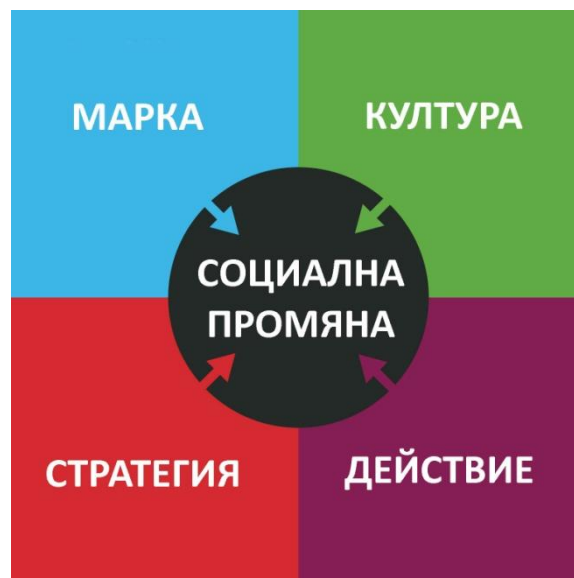 МАРКА
КУЛТУРА
СОЦИАЛНА
ПРОМЯНА
СТРАТЕГИЯ
ДЕЙСТВИЕ